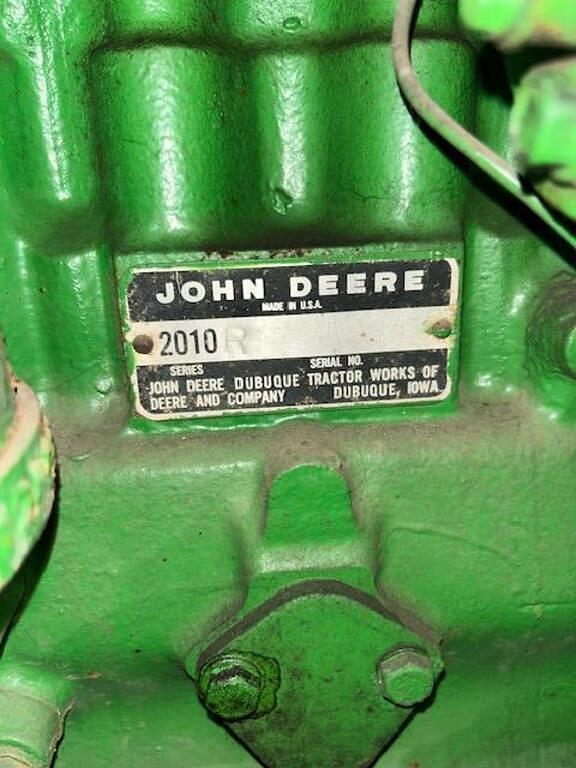 JOHN DEERE
MADE IN U.S.A.
2010 R
SERIES SERIAL NO.
JOHN DEERE DUBUQUE TRACTOR WORKS OF
DEERE AND COMPANY DUBUQUE, IOWA